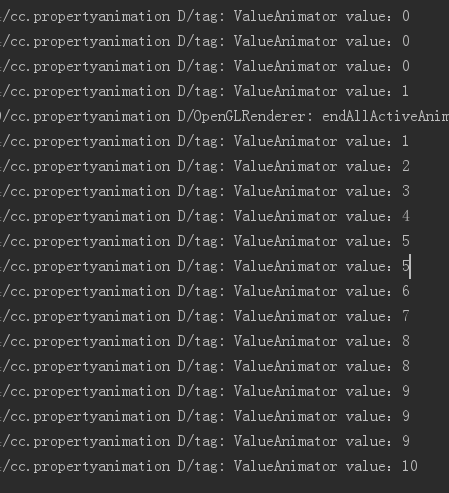 /cc.propertyanimation D/tag: ValueAnimator value：0
/cc.propertyanimation D/tag: ValueAnimator value：0
/cc.propertyanimation D/tag: ValueAnimator value：0
/cc.propertyanimation D/tag: ValueAnimator value：1
/cc.propertyanimation D/OpenGLRenderer: endAllActiveAnim
/cc.propertyanimation D/tag: ValueAnimator value：1
/cc.propertyanimation D/tag: ValueAnimator value：2
/cc.propertyanimation D/tag: ValueAnimator value：3
/cc.propertyanimation D/tag: ValueAnimator value：4
/cc.propertyanimation D/tag: ValueAnimator value：5
/cc.propertyanimation D/tag: ValueAnimator value：5
/cc.propertyanimation D/tag: ValueAnimator value：6
/cc.propertyanimation D/tag: ValueAnimator value：7
/cc.propertyanimation D/tag: ValueAnimator value：8
/cc.propertyanimation D/tag: ValueAnimator value：8
/cc.propertyanimation D/tag: ValueAnimator value：9
/cc.propertyanimation D/tag: ValueAnimator value：9
/cc.propertyanimation D/tag: ValueAnimator value：9
/cc.propertyanimation D/tag: ValueAnimator value：10